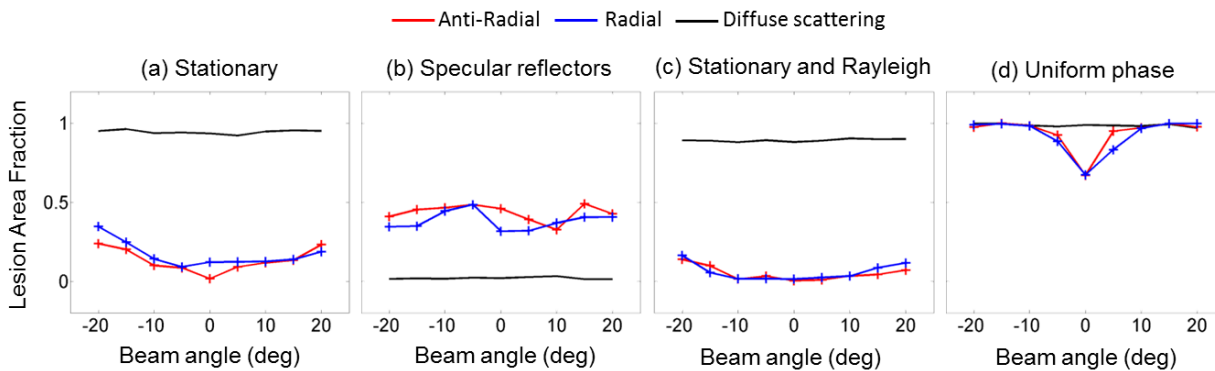 Anti-Radial Radial Diffuse scattering
(a) Stationary (b) Specular reflectors (c) Stationary and Rayleigh (d) Uniform phase
Lesion Area Fraction
1
0.5
0
-20 -10 0 10 20 -20 -10 0 10 20 -20 -10 0 10 20 -20 -10 0 10 20
Beam angle (deg) Beam angle (deg) Beam angle (deg) Beam angle (deg)